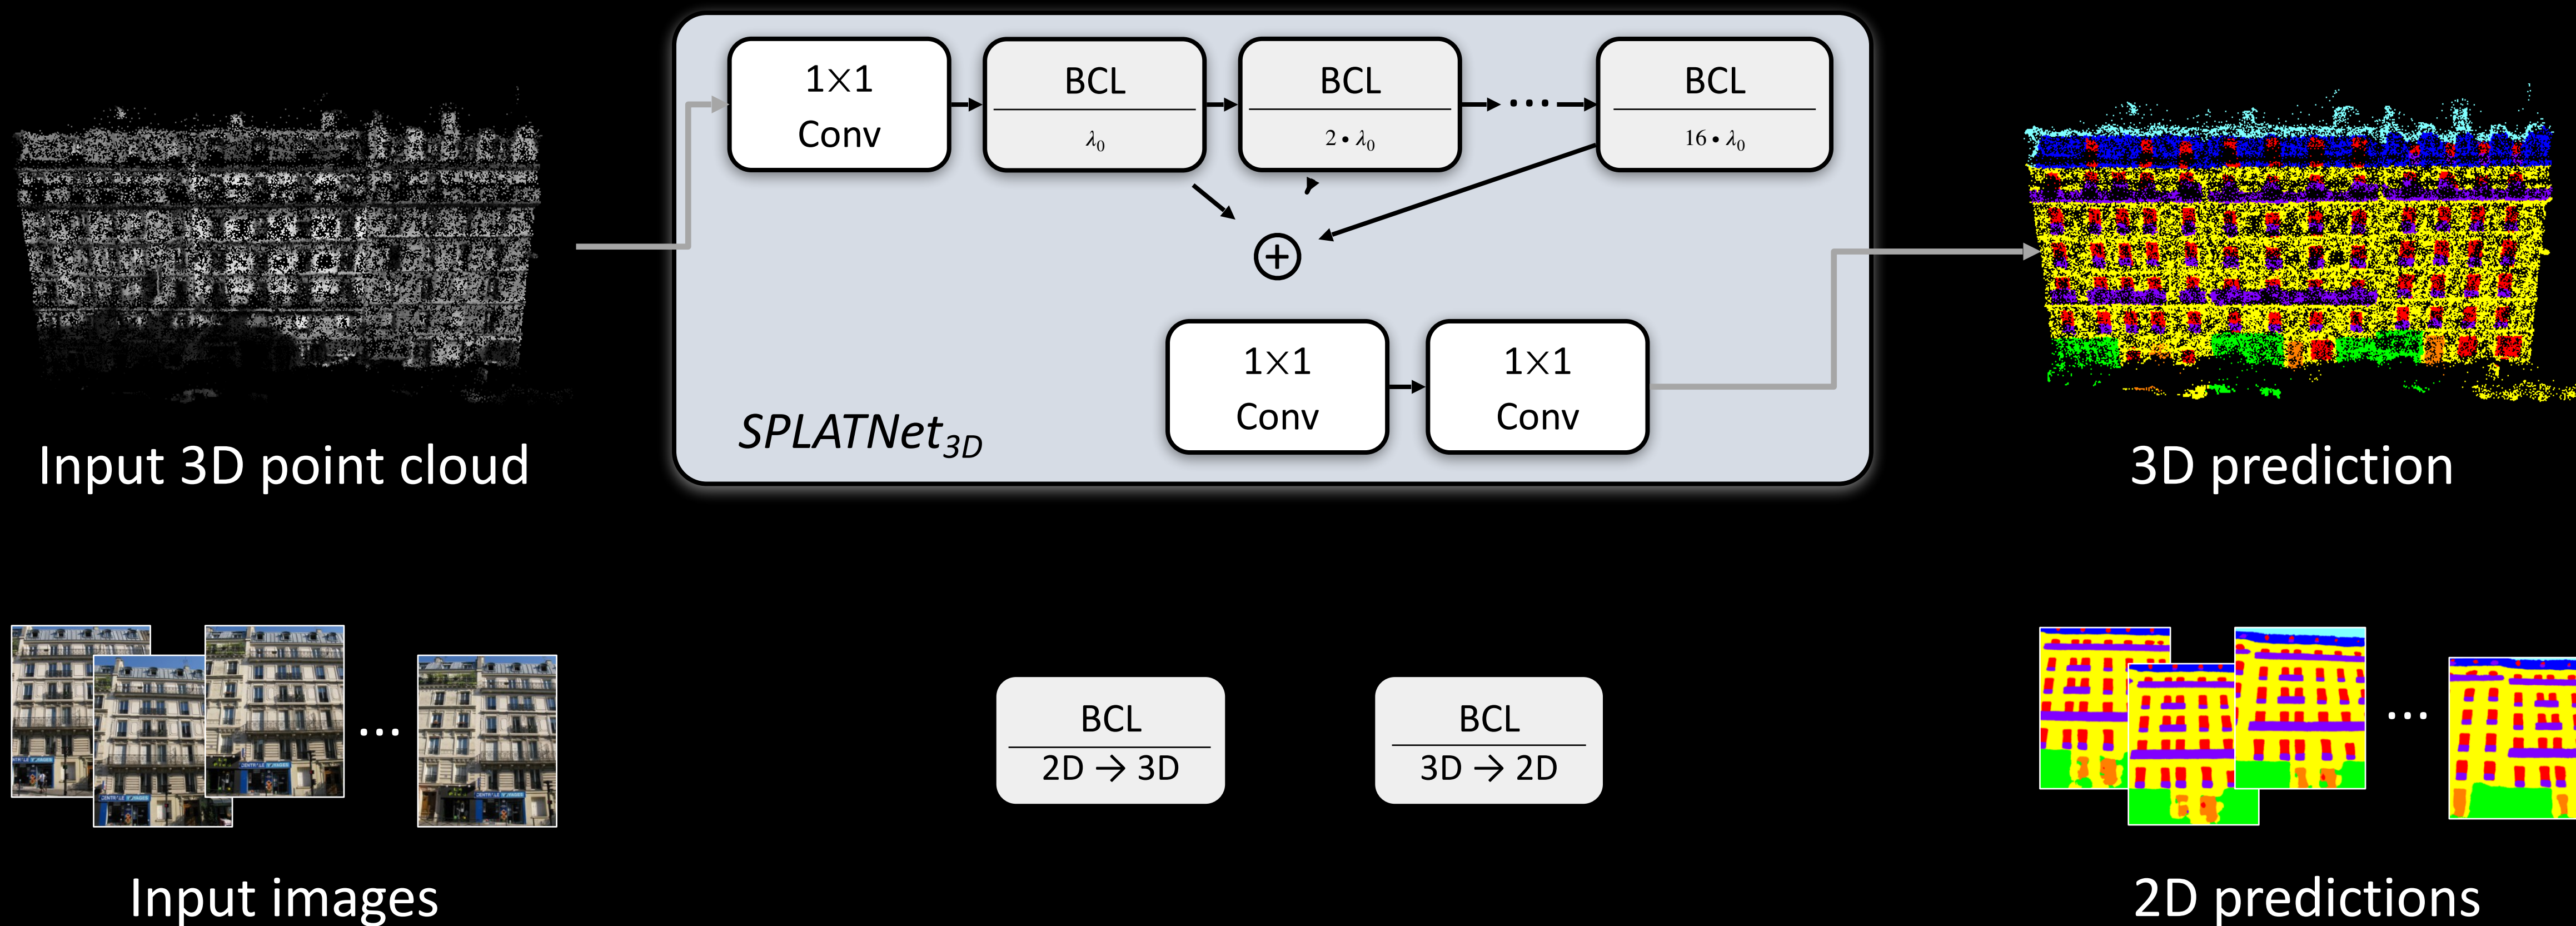 1×1
Conv
BCL
λ₀
BCL
2 • λ₀
...
BCL
16 • λ₀
+
1×1
Conv
1×1
Conv
SPLATNet₃D
Input 3D point cloud
3D prediction
...
BCL
2D → 3D
BCL
3D → 2D
...
Input images
2D predictions